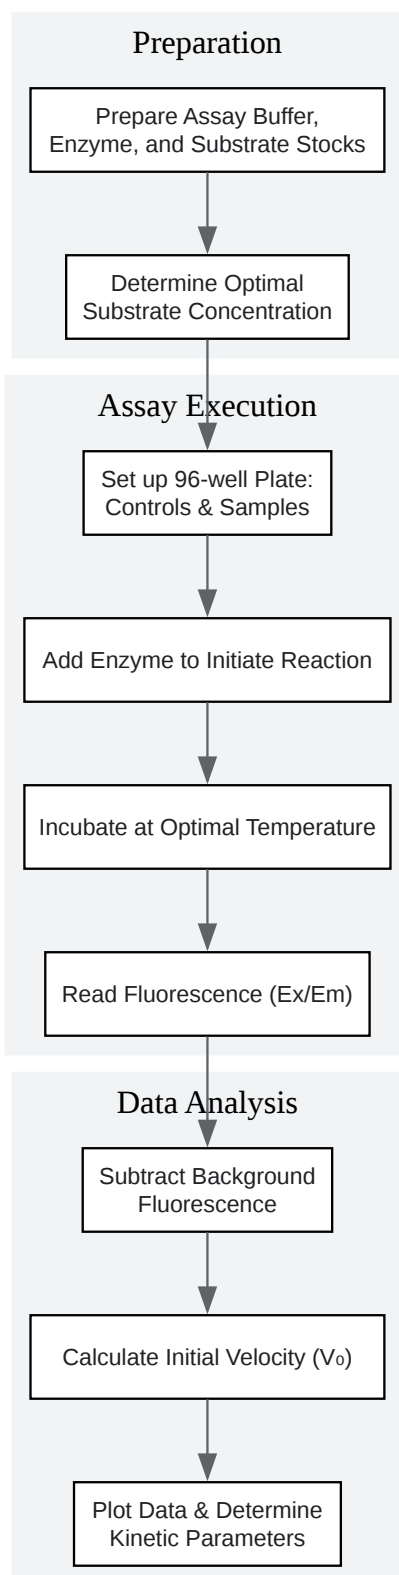 Preparation
Prepare Assay Buffer,
Enzyme, and Substrate Stocks
Determine Optimal
Substrate Concentration
Assay Execution
Set up 96-well Plate:
Controls & Samples
Add Enzyme to Initiate Reaction
Incubate at Optimal Temperature
Read Fluorescence (Ex/Em)
Data Analysis
Subtract Background
Fluorescence
Calculate Initial Velocity (V₀)
Plot Data & Determine
Kinetic Parameters